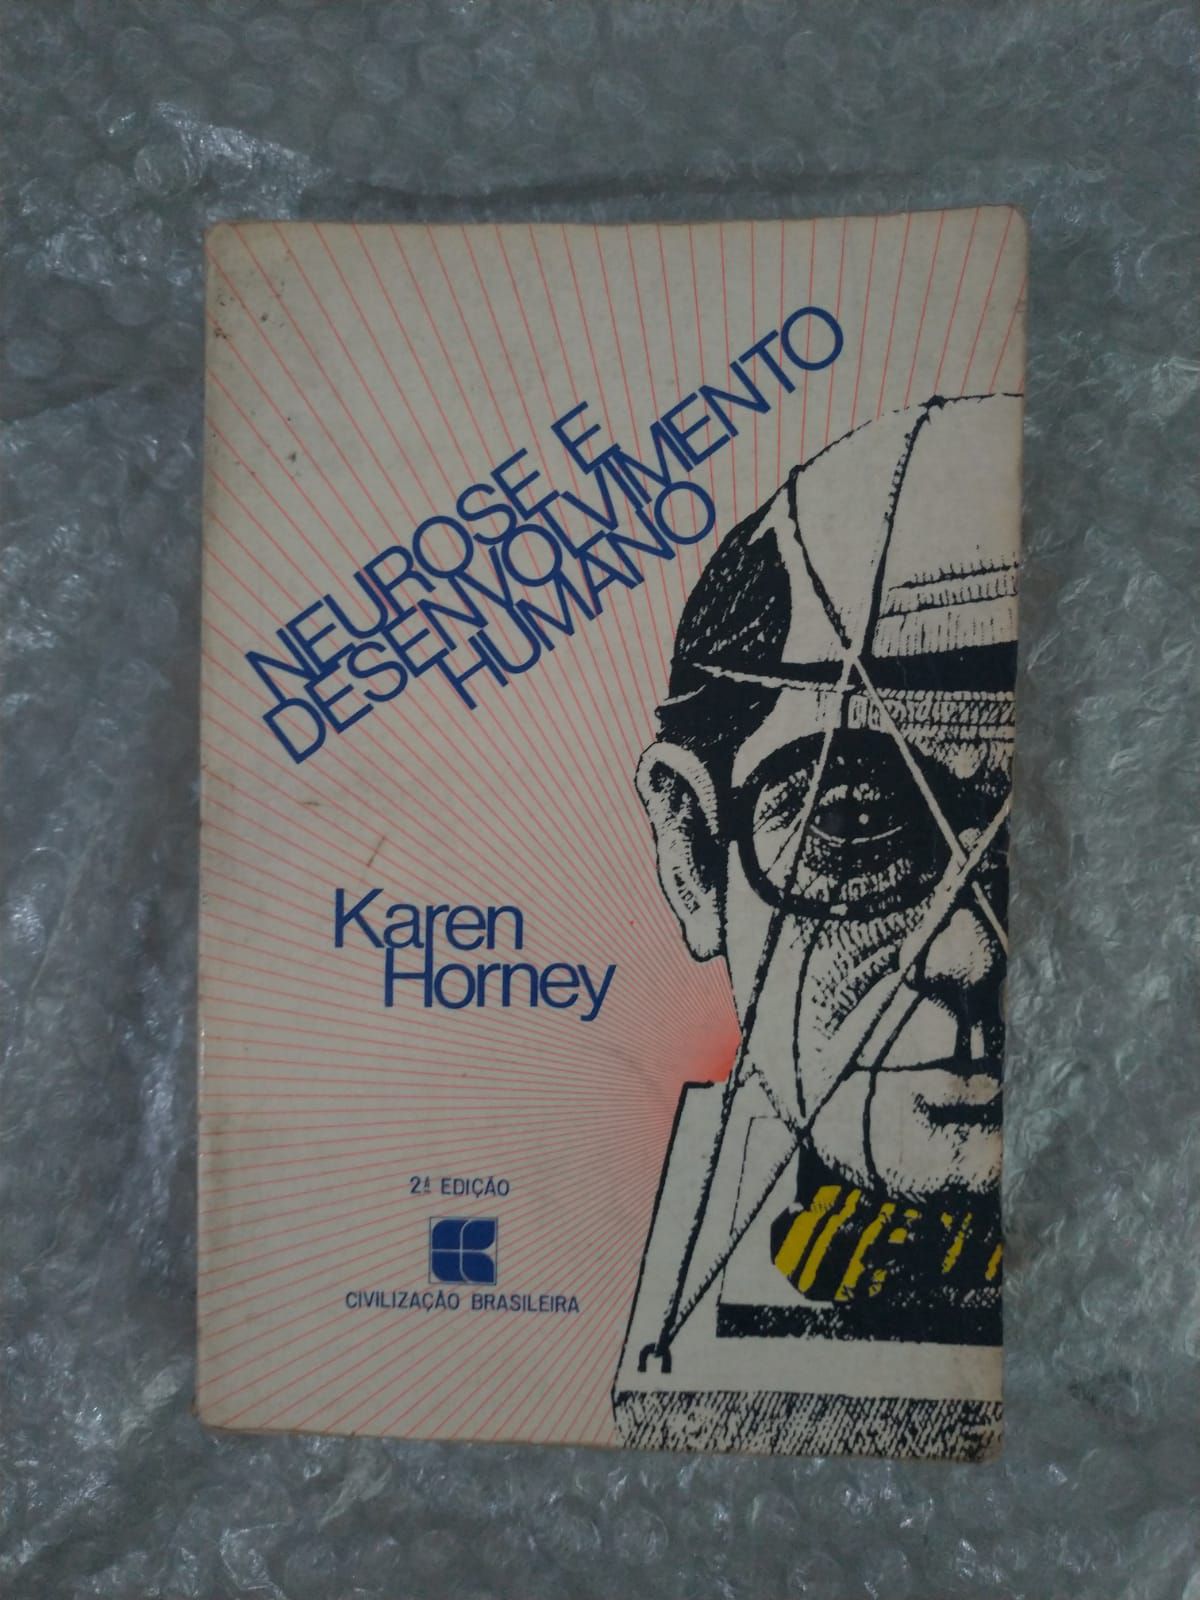 NEUROSE E
DESENVOLVIMENTO
HUMANO
Karen
Horney
2ª EDIÇÃO
CIVILIZAÇÃO BRASILEIRA